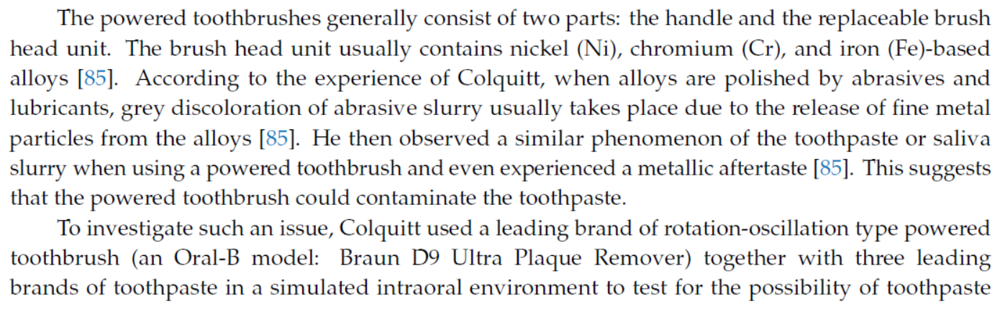 The powered toothbrushes generally consist of two parts: the handle and the replaceable brush
head unit. The brush head unit usually contains nickel (Ni), chromium (Cr), and iron (Fe)-based
alloys [85]. According to the experience of Colquitt, when alloys are polished by abrasives and
lubricants, grey discoloration of abrasive slurry usually takes place due to the release of fine metal
particles from the alloys [85]. He then observed a similar phenomenon of the toothpaste or saliva
slurry when using a powered toothbrush and even experienced a metallic aftertaste [85]. This suggests
that the powered toothbrush could contaminate the toothpaste.
To investigate such an issue, Colquitt used a leading brand of rotation-oscillation type powered
toothbrush (an Oral-B model: Braun D9 Ultra Plaque Remover) together with three leading
brands of toothpaste in a simulated intraoral environment to test for the possibility of toothpaste